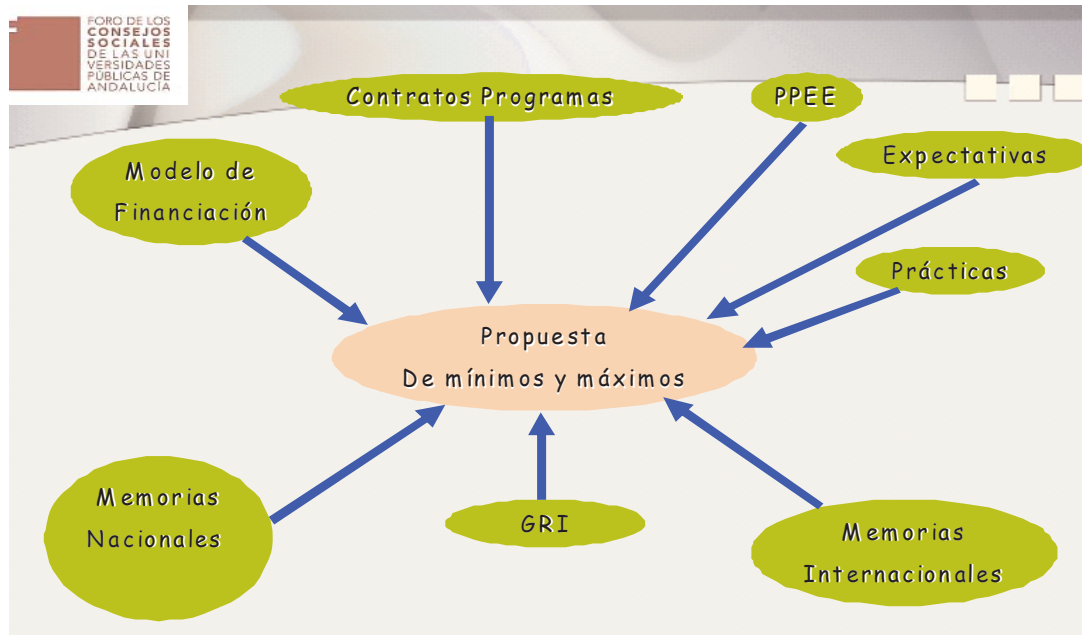 FORO DE LOS
CONSEJOS
SOCIALES
DE LAS UNI
VERSIDADES
PÚBLICAS DE
ANDALUCÍA
Contratos Programas
PPEE
Expectativas
Modelo de
Financiación
Prácticas
Propuesta
De mínimos y máximos
Memorias
Nacionales
GRI
Memorias
Internacionales